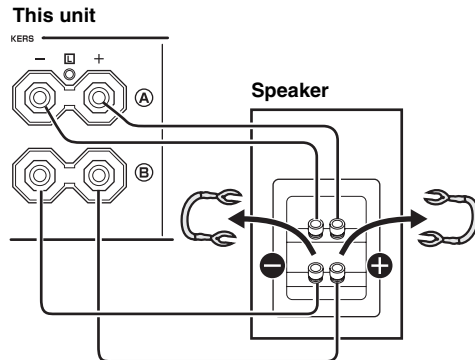 This unit
KERS
− L +
A
Speaker
B
− +